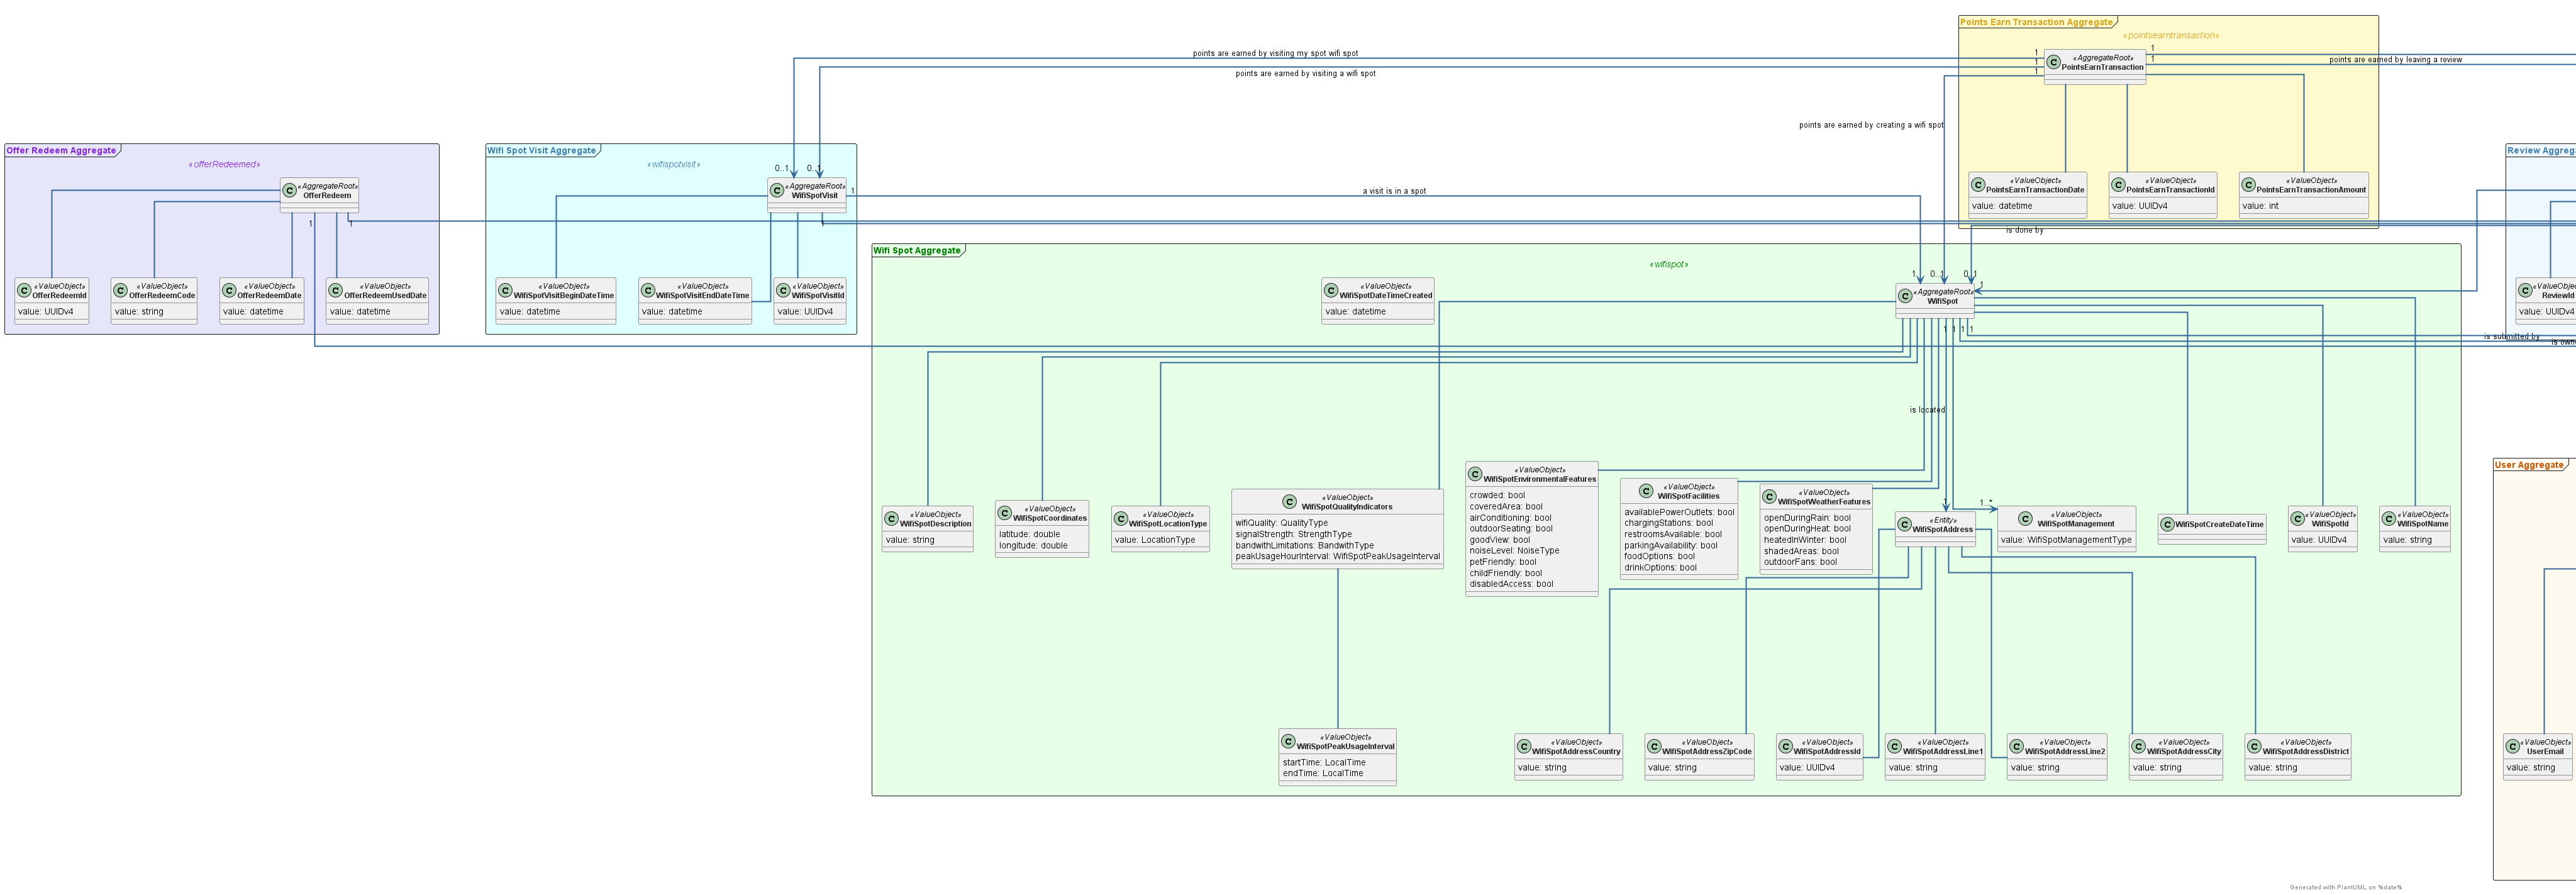 Points Earn Transaction Aggregate
«pointsearntransaction»
C «AggregateRoot»
PointsEarnTransaction
1
1
1
1
1
points are earned by visiting my spot wifi spot
points are earned by visiting a wifi spot
points are earned by leaving a review
points are earned by creating a wifi spot
C «ValueObject»
PointsEarnTransactionDate
value: datetime
C «ValueObject»
PointsEarnTransactionId
value: UUIDv4
C «ValueObject»
PointsEarnTransactionAmount
value: int
Offer Redeem Aggregate
«offerRedeemed»
C «AggregateRoot»
OfferRedeem
1
1
C «ValueObject»
OfferRedeemId
value: UUIDv4
C «ValueObject»
OfferRedeemCode
value: string
C «ValueObject»
OfferRedeemDate
value: datetime
C «ValueObject»
OfferRedeemUsedDate
value: datetime
Wifi Spot Visit Aggregate
«wifispotvisit»
0..1
0..1
C «AggregateRoot»
WifiSpotVisit
1
1
a visit is in a spot
C «ValueObject»
WifiSpotVisitBeginDateTime
value: datetime
C «ValueObject»
WifiSpotVisitEndDateTime
value: datetime
C «ValueObject»
WifiSpotVisitId
value: UUIDv4
Review Aggreg
C «ValueObjec
ReviewId
value: UUIDv4
is done by
Wifi Spot Aggregate
«wifispot»
C «ValueObject»
WifiSpotDateTimeCreated
value: datetime
1
0..1
0..1
1
C «AggregateRoot»
WifiSpot
1
1
1
1
is submitted by
is own
is located
1
1..*
C «ValueObject»
WifiSpotDescription
value: string
C «ValueObject»
WifiSpotCoordinates
latitude: double
longitude: double
C «ValueObject»
WifiSpotLocationType
value: LocationType
C «ValueObject»
WifiSpotQualityIndicators
wifiQuality: QualityType
signalStrength: StrengthType
bandwithLimitations: BandwithType
peakUsageHourInterval: WifiSpotPeakUsageInterval
C «ValueObject»
WifiSpotEnvironmentalFeatures
crowded: bool
coveredArea: bool
airConditioning: bool
outdoorSeating: bool
goodView: bool
noiseLevel: NoiseType
petFriendly: bool
childFriendly: bool
disabledAccess: bool
C «ValueObject»
WifiSpotFacilities
availablePowerOutlets: bool
chargingStations: bool
restroomsAvailable: bool
parkingAvailability: bool
foodOptions: bool
drinkOptions: bool
C «ValueObject»
WifiSpotWeatherFeatures
openDuringRain: bool
openDuringHeat: bool
heatedInWinter: bool
shadedAreas: bool
outdoorFans: bool
C «Entity»
WifiSpotAddress
C «ValueObject»
WifiSpotManagement
value: WifiSpotManagementType
C WifiSpotCreateDateTime
C «ValueObject»
WifiSpotId
value: UUIDv4
C «ValueObject»
WifiSpotName
value: string
C «ValueObject»
WifiSpotPeakUsageInterval
startTime: LocalTime
endTime: LocalTime
C «ValueObject»
WifiSpotAddressCountry
value: string
C «ValueObject»
WifiSpotAddressZipCode
value: string
C «ValueObject»
WifiSpotAddressId
value: UUIDv4
C «ValueObject»
WifiSpotAddressLine1
value: string
C «ValueObject»
WifiSpotAddressLine2
value: string
C «ValueObject»
WifiSpotAddressCity
value: string
C «ValueObject»
WifiSpotAddressDistrict
value: string
User Aggregate
C «ValueObject»
UserEmail
value: string
Generated with PlantUML on %date%